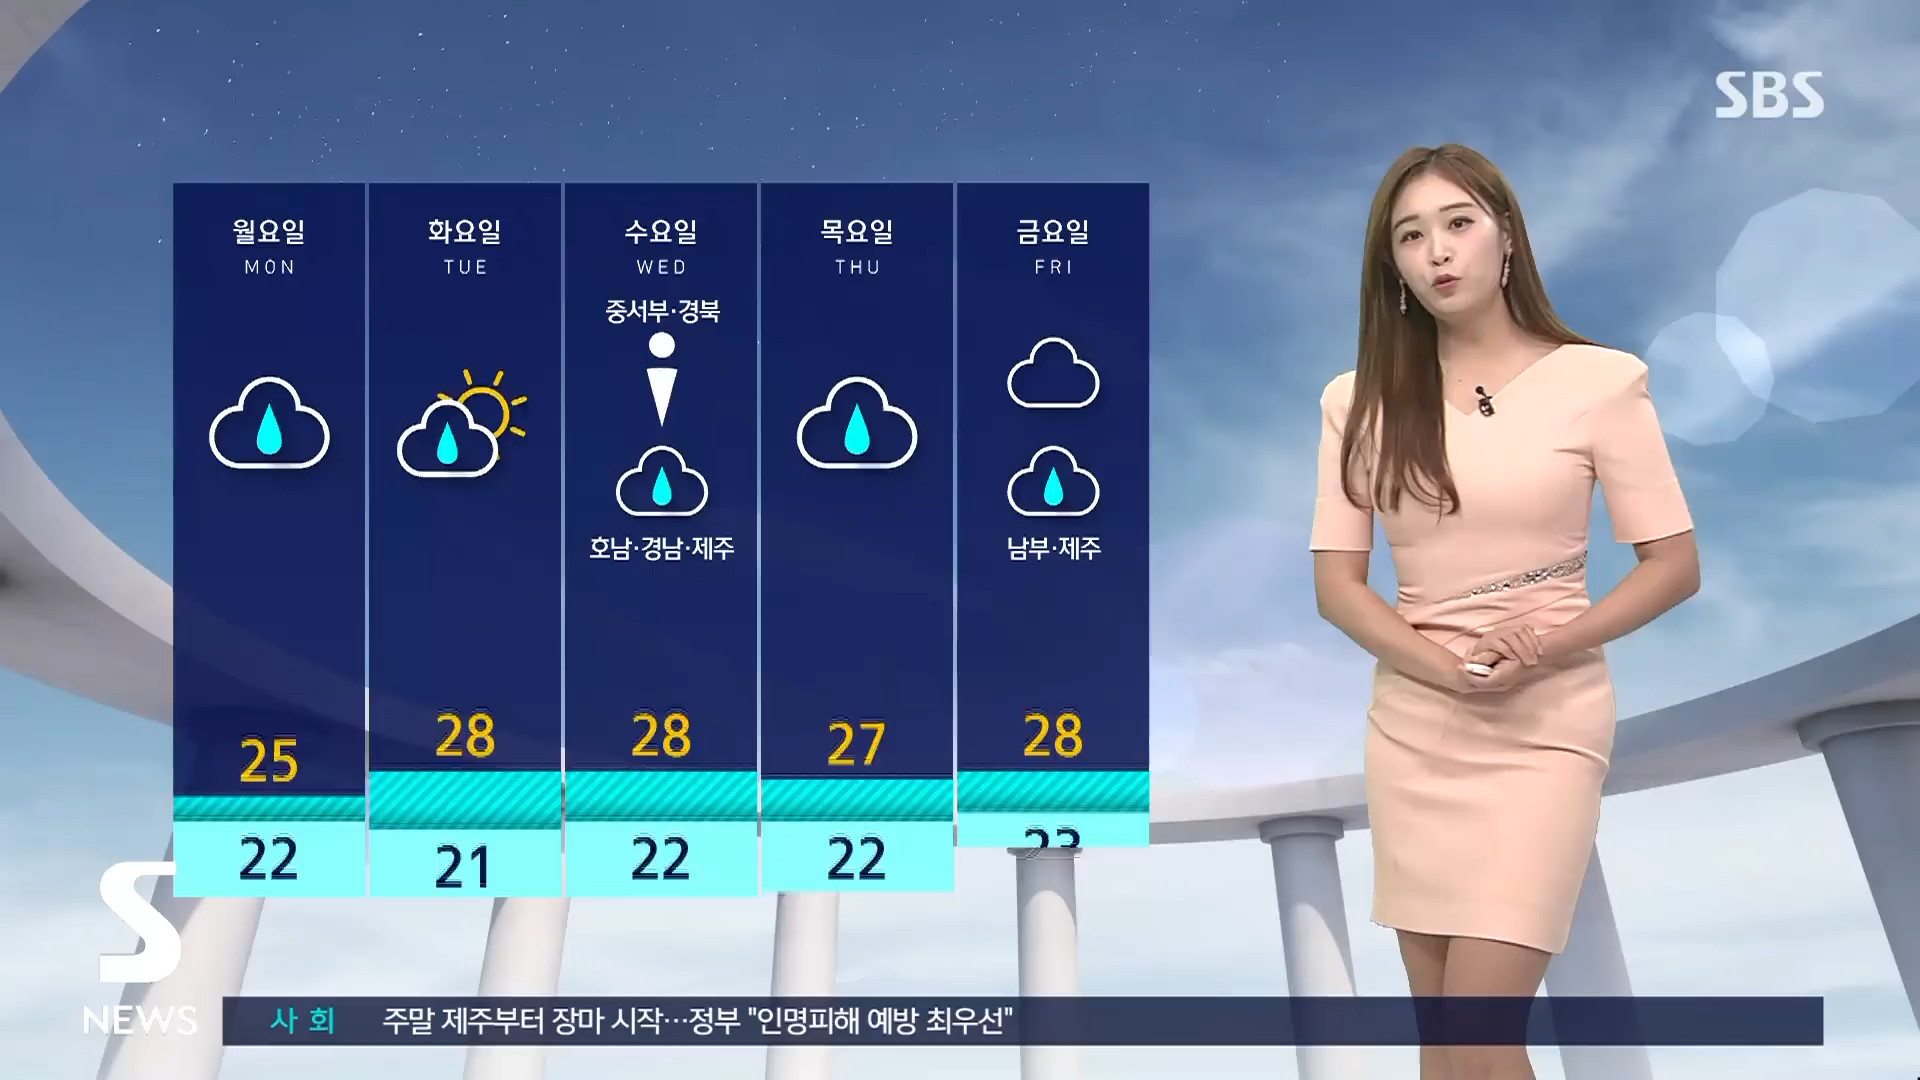 SBS
월요일
MON
25
22
화요일
TUE
28
21
수요일
WED
중서부·경북
호남·경남·제주
28
22
목요일
THU
27
22
금요일
FRI
남부·제주
28
23
S
NEWS
사 회 주말 제주부터 장마 시작…정부 "인명피해 예방 최우선"